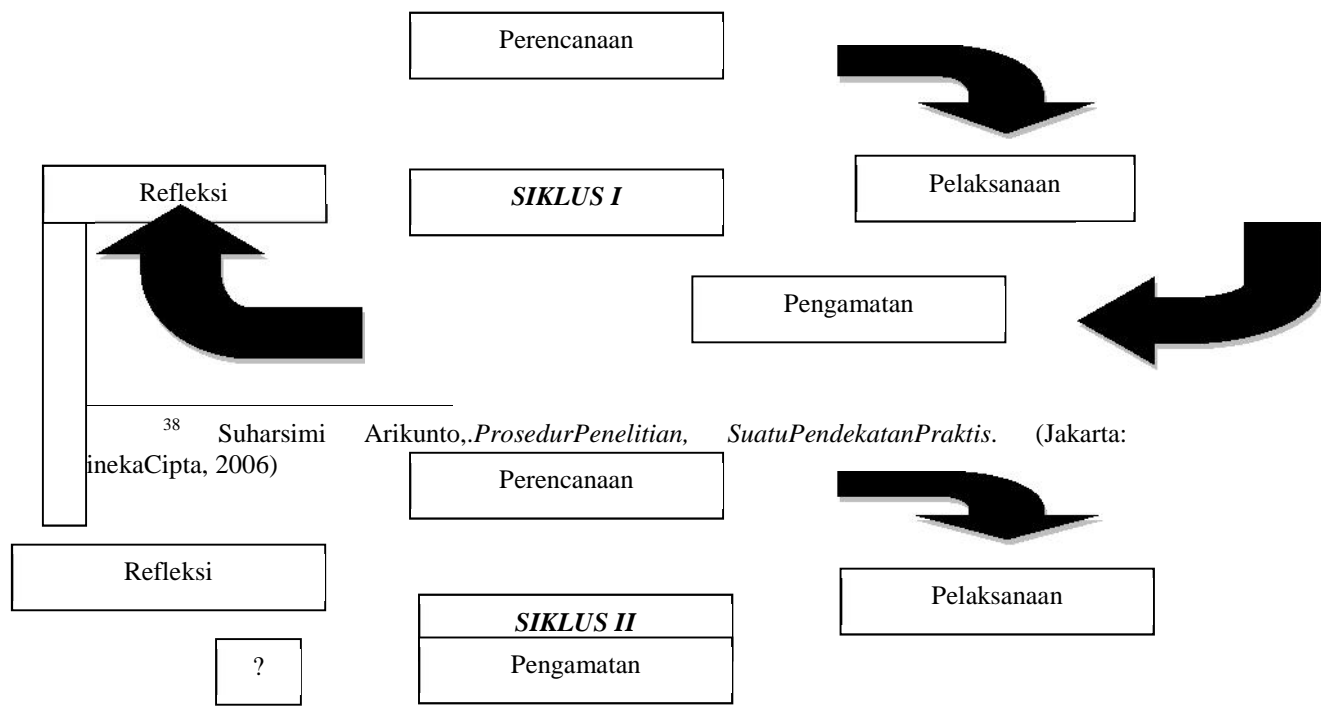 Perencanaan
Refleksi
SIKLUS I
Pelaksanaan
Pengamatan
38 Suharsimi Arikunto,.ProsedurPenelitian, SuatuPendekatanPraktis. (Jakarta:
inekaCipta, 2006)
Perencanaan
Refleksi
Pelaksanaan
SIKLUS II
?
Pengamatan